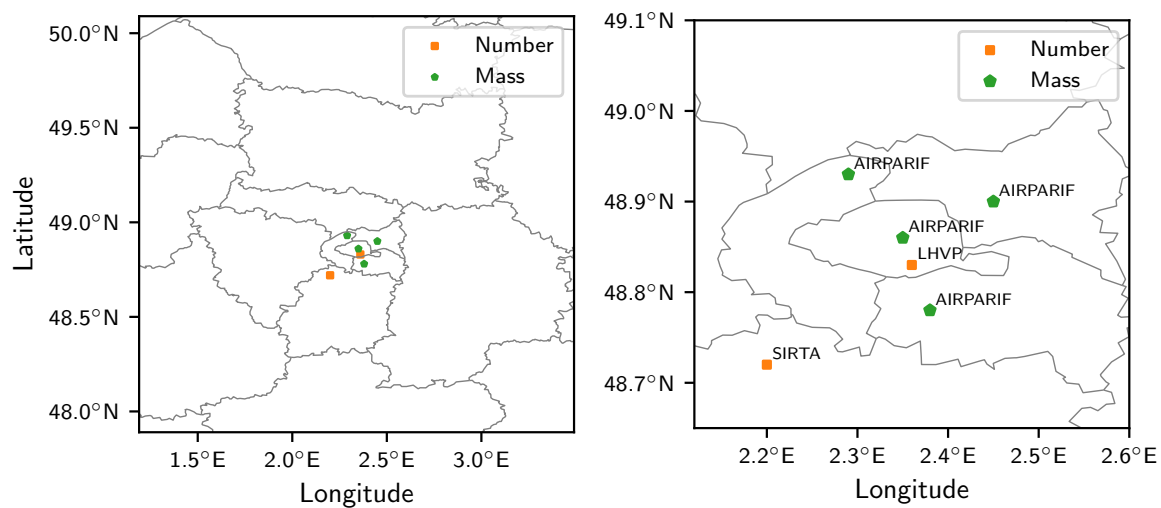 50.0°N
49.5°N
49.0°N
48.5°N
48.0°N
Latitude
Number
Mass
1.5°E 2.0°E 2.5°E 3.0°E
Longitude
49.1°N
49.0°N
48.9°N
48.8°N
48.7°N
Number
Mass
AIRPARIF
AIRPARIF
AIRPARIF
LHVP
AIRPARIF
SIRTA
2.2°E 2.3°E 2.4°E 2.5°E 2.6°E
Longitude